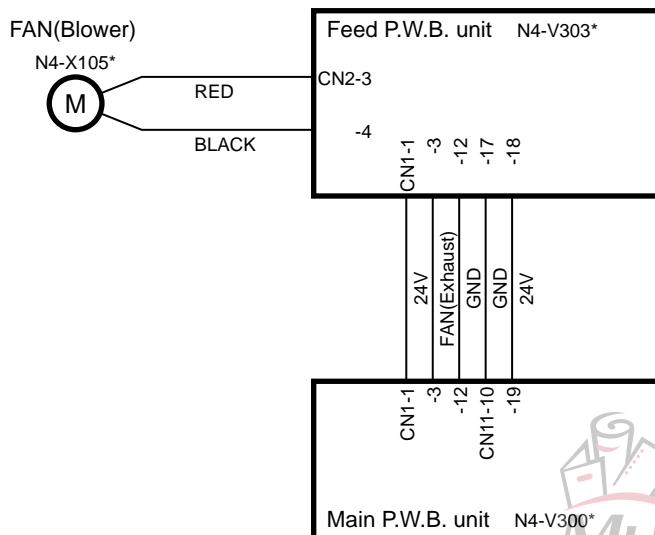 FAN(Blower)
N4-X105*
M
RED
BLACK
Feed P.W.B. unit N4-V303*
CN2-3
-4
CN1-1
-3
-12
-17
-18
24V
FAN(Exhaust)
GND
GND
24V
CN1-1
-3
-12
CN11-10
-19
Main P.W.B. unit N4-V300*